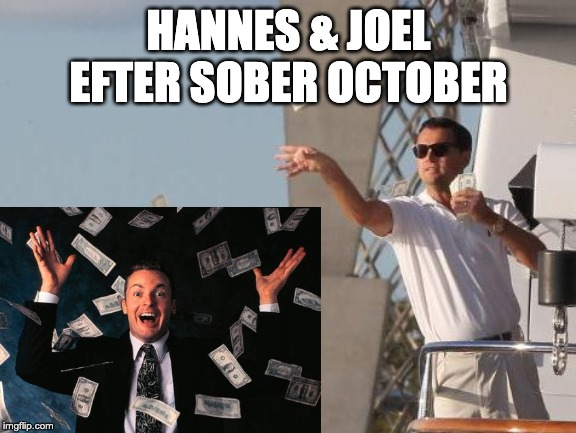 HANNES & JOEL
EFTER SOBER OCTOBER
imgflip.com